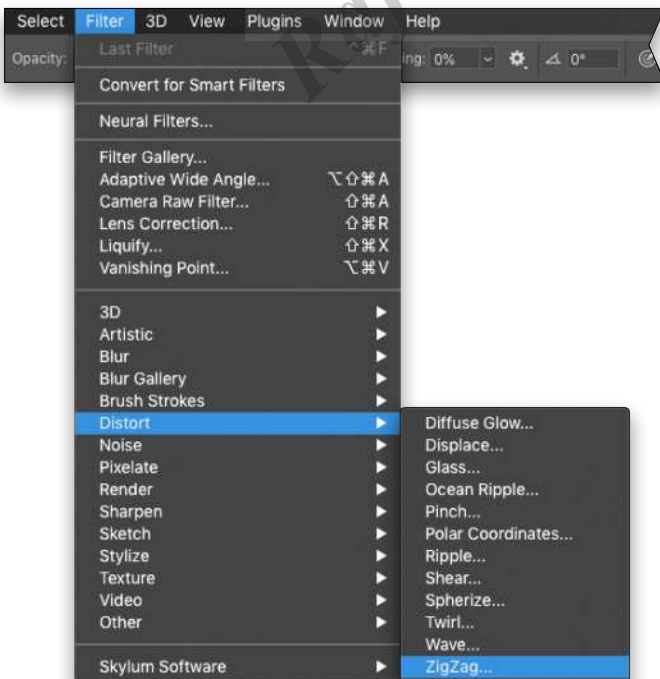 Select Filter 3D View Plugins Window Help
Opacity: ing: 0% 0°
Last Filter ⌃⌘F
Convert for Smart Filters
Neural Filters...
Filter Gallery...
Adaptive Wide Angle... ⌥⇧⌘A
Camera Raw Filter... ⇧⌘A
Lens Correction... ⇧⌘R
Liquify... ⇧⌘X
Vanishing Point... ⌥⌘V
3D
Artistic
Blur
Blur Gallery
Brush Strokes
Distort
Noise
Pixelate
Render
Sharpen
Sketch
Stylize
Texture
Video
Other
Skylum Software
Diffuse Glow...
Displace...
Glass...
Ocean Ripple...
Pinch...
Polar Coordinates...
Ripple...
Shear...
Spherize...
Twirl...
Wave...
ZigZag...